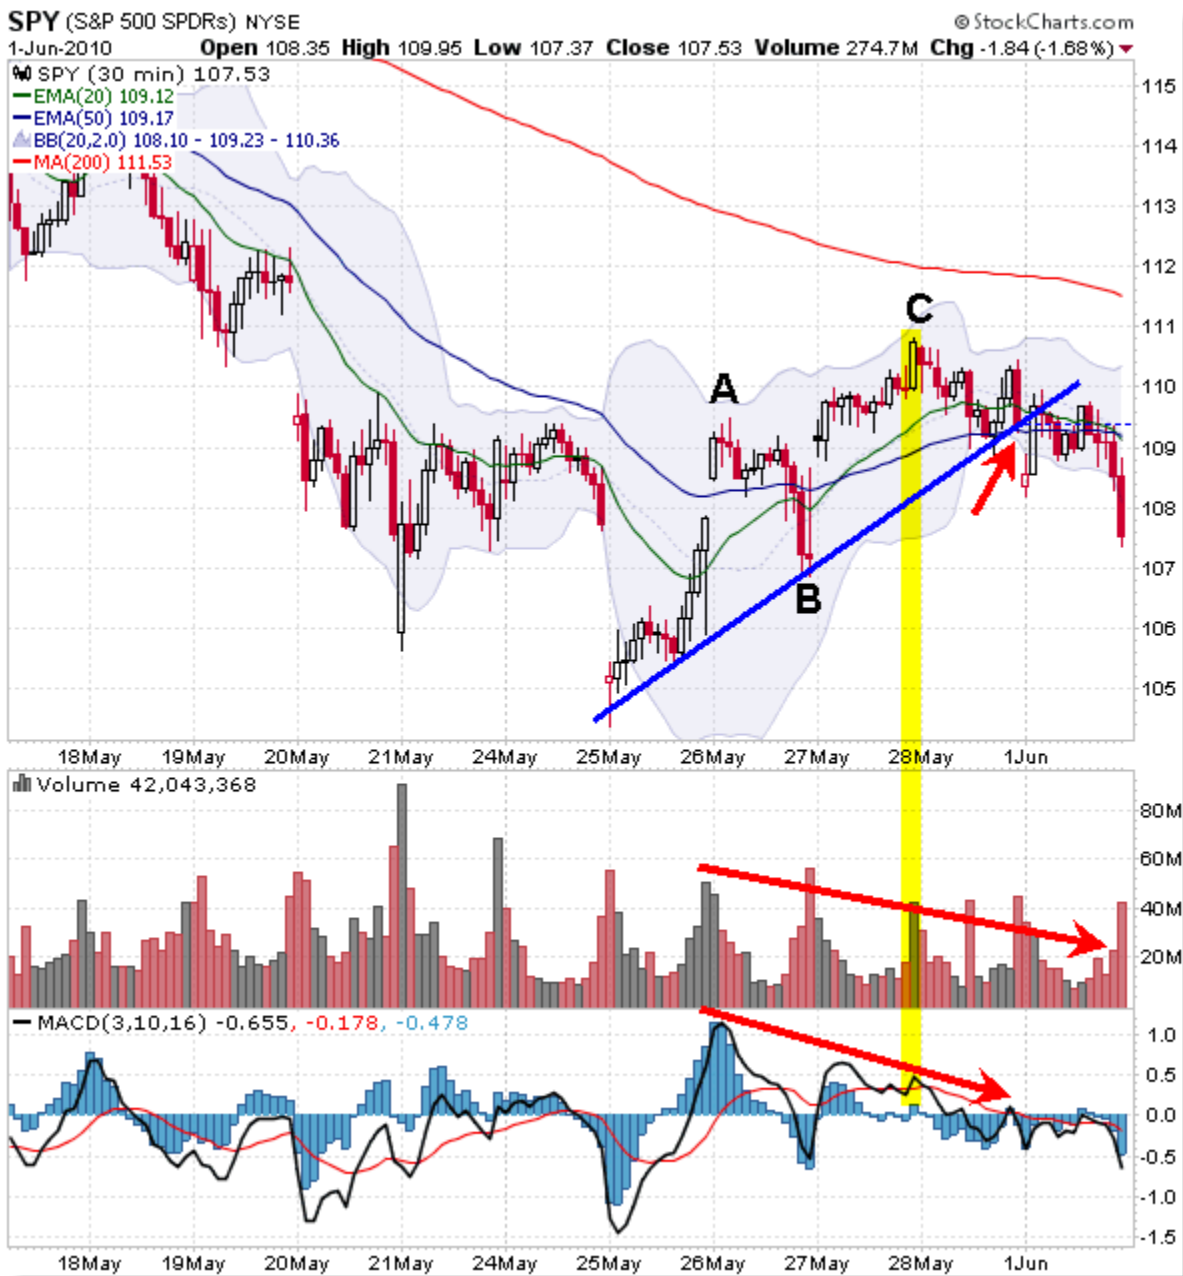 SPY (S&P 500 SPDRs) NYSE © StockCharts.com
1-Jun-2010 Open 108.35 High 109.95 Low 107.37 Close 107.53 Volume 274.7M Chg -1.84 (-1.68%)
SPY (30 min) 107.53
EMA(20) 109.12
EMA(50) 109.17
BB(20,2.0) 108.10 - 109.23 - 110.36
MA(200) 111.53
115
114
113
112
111
110
109
108
107
106
105
A
B
C
18May 19May 20May 21May 24May 25May 26May 27May 28May 1Jun
Volume 42,043,368
80M
60M
40M
20M
MACD(3,10,16) -0.655, -0.178, -0.478
1.0
0.5
0.0
-0.5
-1.0
-1.5
18May 19May 20May 21May 24May 25May 26May 27May 28May 1Jun